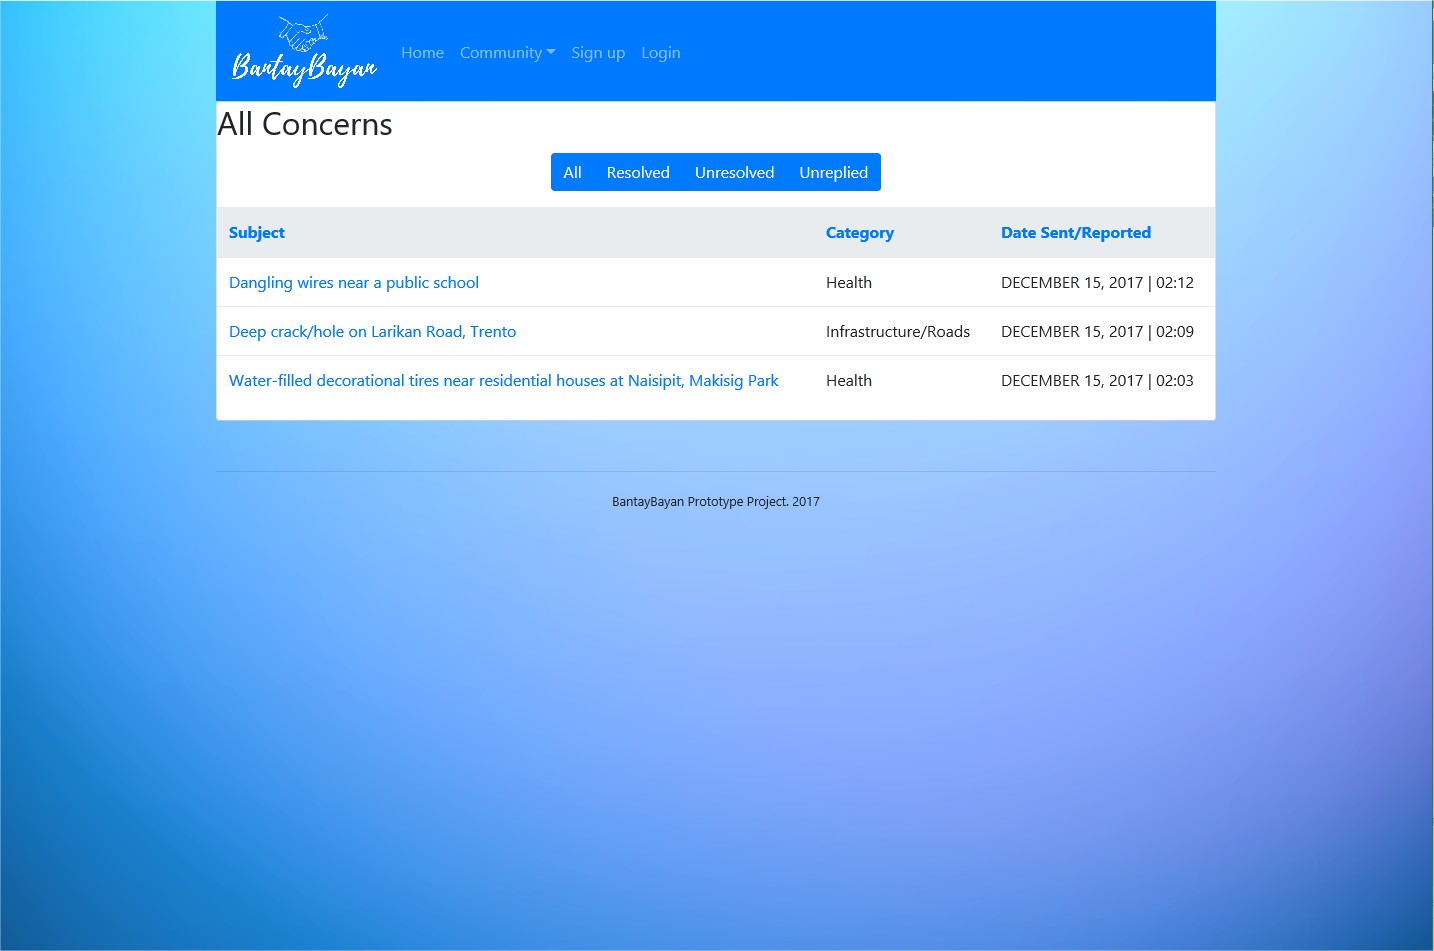 BantayBayan
Home Community Sign up Login
All Concerns
All Resolved Unresolved Unreplied
Subject Category Date Sent/Reported
Dangling wires near a public school Health DECEMBER 15, 2017 | 02:12
Deep crack/hole on Larikan Road, Trento Infrastructure/Roads DECEMBER 15, 2017 | 02:09
Water-filled decorational tires near residential houses at Naisipit, Makisig Park Health DECEMBER 15, 2017 | 02:03
BantayBayan Prototype Project. 2017